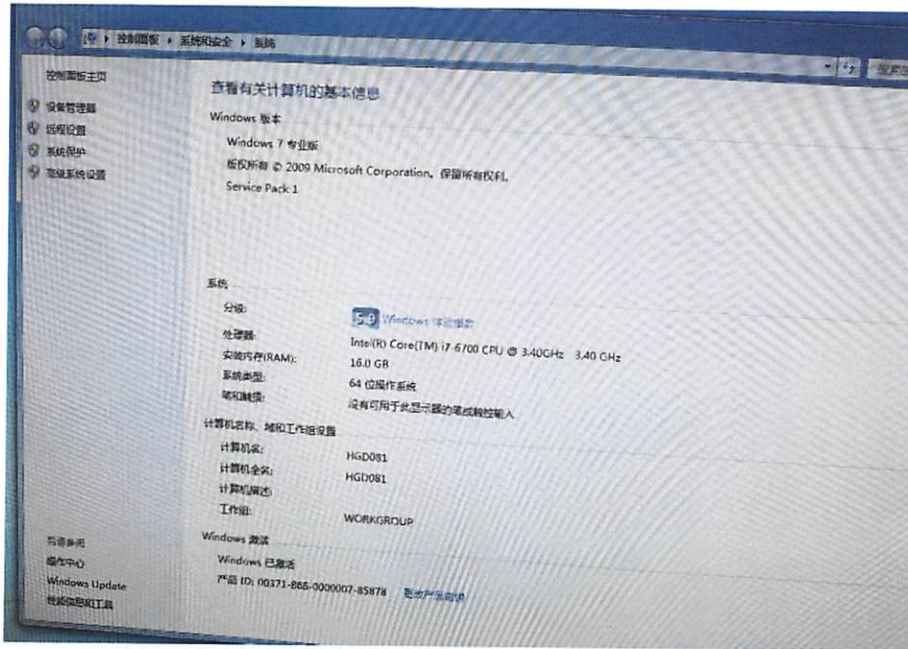 控制面板 ▸ 系统和安全 ▸ 系统
控制面板主页
设备管理器
远程设置
系统保护
高级系统设置
查看有关计算机的基本信息
Windows 版本
Windows 7 专业版
版权所有 © 2009 Microsoft Corporation。保留所有权利。
Service Pack 1
系统
分级: 5.9 Windows 体验指数
处理器: Intel(R) Core(TM) i7-6700 CPU @ 3.40GHz 3.40 GHz
安装内存(RAM): 16.0 GB
系统类型: 64 位操作系统
笔和触摸: 没有可用于此显示器的笔或触控输入
计算机名称、域和工作组设置
计算机名: HGD081
计算机全名: HGD081
计算机描述:
工作组: WORKGROUP
Windows 激活
Windows 已激活
产品 ID: 00371-868-0000007-85878 更改产品密钥
另请参阅
操作中心
Windows Update
性能信息和工具